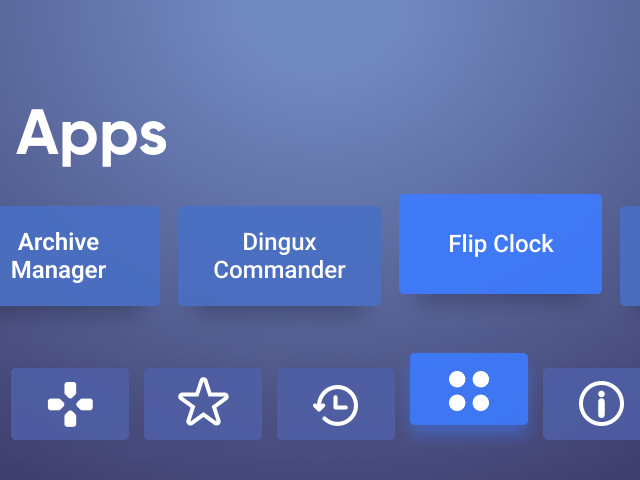 Apps
Archive
Manager
Dingux
Commander
Flip Clock